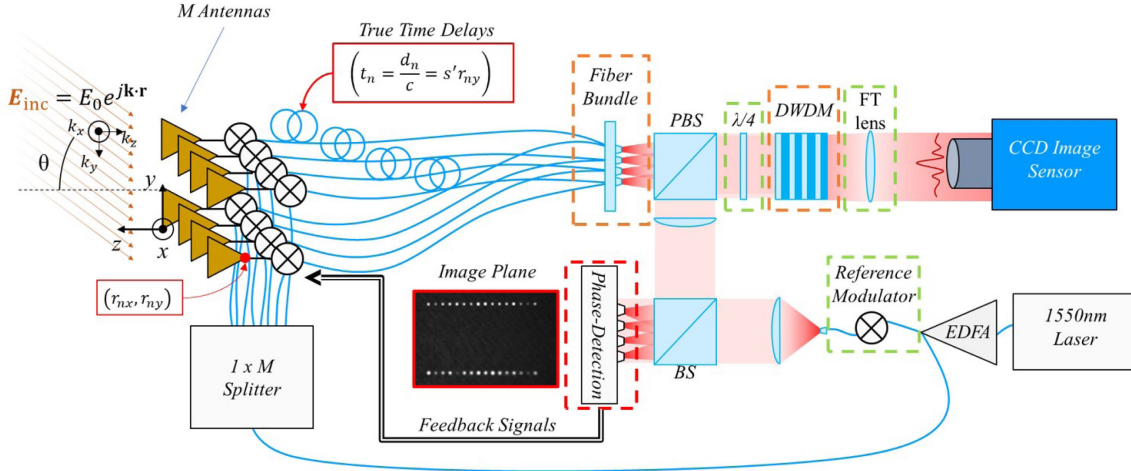 M Antennas
True Time Delays
(t_n = d_n/c = s′r_ny)
E_inc = E_0 e^{jk·r}
k_x
k_z
k_y
θ
y
z
x
(r_nx, r_ny)
Fiber
Bundle
PBS
λ/4
DWDM
FT
lens
CCD Image
Sensor
Image Plane
Phase-Detection
BS
Reference
Modulator
EDFA
1550nm
Laser
1 x M
Splitter
Feedback Signals